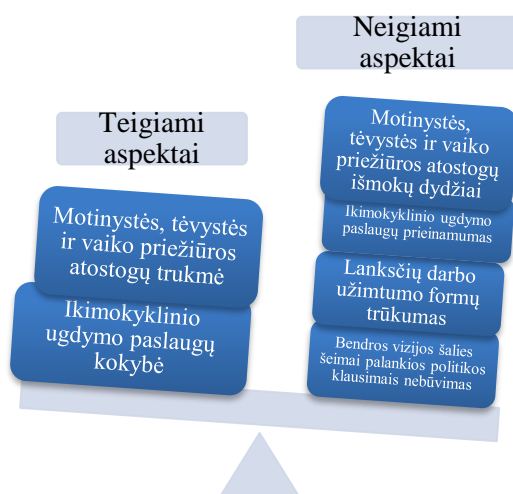 Teigiami
aspektai
Motinystės, tėvystės
ir vaiko priežiūros
atostogų trukmė
Ikimokyklinio
ugdymo paslaugų
kokybė
Neigiami
aspektai
Motinystės,
tėvystės ir vaiko
priežiūros atostogų
išmokų dydžiai
Ikimokyklinio ugdymo
paslaugų prieinamumas
Lanksčių darbo
užimtumo formų
trūkumas
Bendros vizijos šalies
šeimai palankios politikos
klausimais nebūvimas